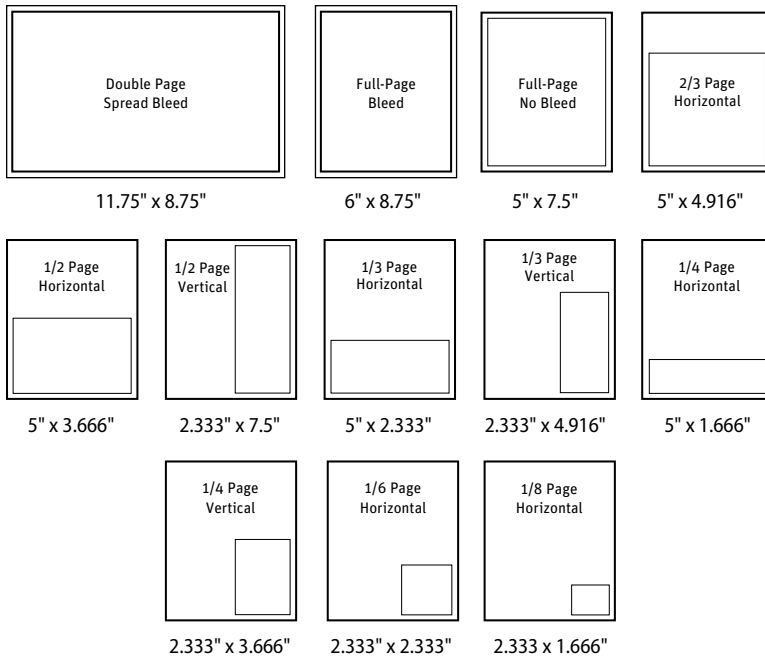 Double Page
Spread Bleed
11.75" x 8.75"
Full-Page
Bleed
6" x 8.75"
Full-Page
No Bleed
5" x 7.5"
2/3 Page
Horizontal
5" x 4.916"
1/2 Page
Horizontal
5" x 3.666"
1/2 Page
Vertical
2.333" x 7.5"
1/3 Page
Horizontal
5" x 2.333"
1/3 Page
Vertical
2.333" x 4.916"
1/4 Page
Horizontal
5" x 1.666"
1/4 Page
Vertical
2.333" x 3.666"
1/6 Page
Horizontal
2.333" x 2.333"
1/8 Page
Horizontal
2.333 x 1.666"